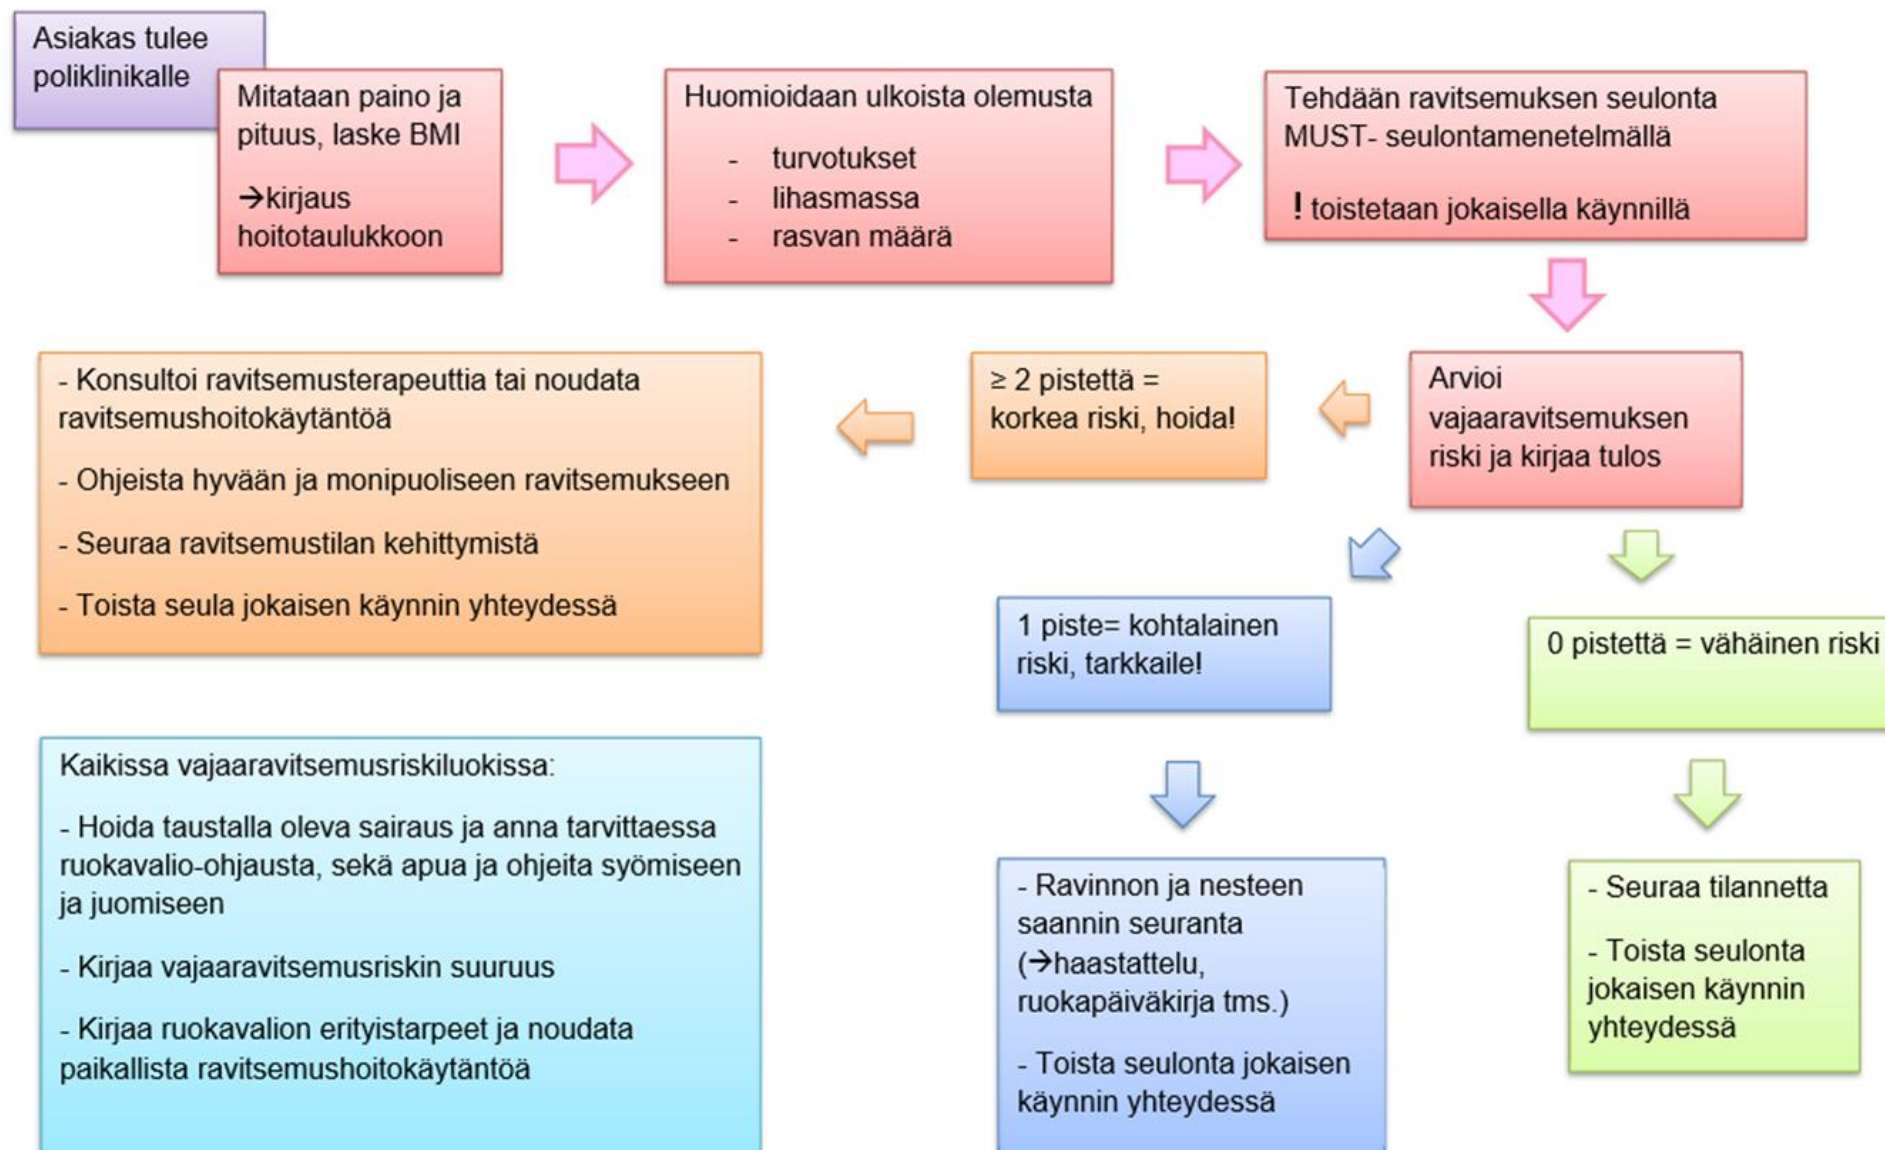 Asiakas tulee
poliklinikalle
Mitataan paino ja
pituus, laske BMI
→kirjaus
hoitotaulukkoon
Huomioidaan ulkoista olemusta
- turvotukset
- lihasmassa
- rasvan määrä
Tehdään ravitsemuksen seulonta
MUST- seulontamenetelmällä
! toistetaan jokaisella käynnillä
Arvioi
vajaaravitsemuksen
riski ja kirjaa tulos
≥ 2 pistettä =
korkea riski, hoida!
- Konsultoi ravitsemusterapeuttia tai noudata
ravitsemushoitokäytäntöä
- Ohjeista hyvään ja monipuoliseen ravitsemukseen
- Seuraa ravitsemustilan kehittymistä
- Toista seula jokaisen käynnin yhteydessä
1 piste= kohtalainen
riski, tarkkaile!
0 pistettä = vähäinen riski
Kaikissa vajaaravitsemusriskiluokissa:
- Hoida taustalla oleva sairaus ja anna tarvittaessa
ruokavalio-ohjausta, sekä apua ja ohjeita syömiseen
ja juomiseen
- Kirjaa vajaaravitsemusriskin suuruus
- Kirjaa ruokavalion erityistarpeet ja noudata
paikallista ravitsemushoitokäytäntöä
- Ravinnon ja nesteen
saannin seuranta
(→haastattelu,
ruokapäiväkirja tms.)
- Toista seulonta jokaisen
käynnin yhteydessä
- Seuraa tilannetta
- Toista seulonta
jokaisen käynnin
yhteydessä